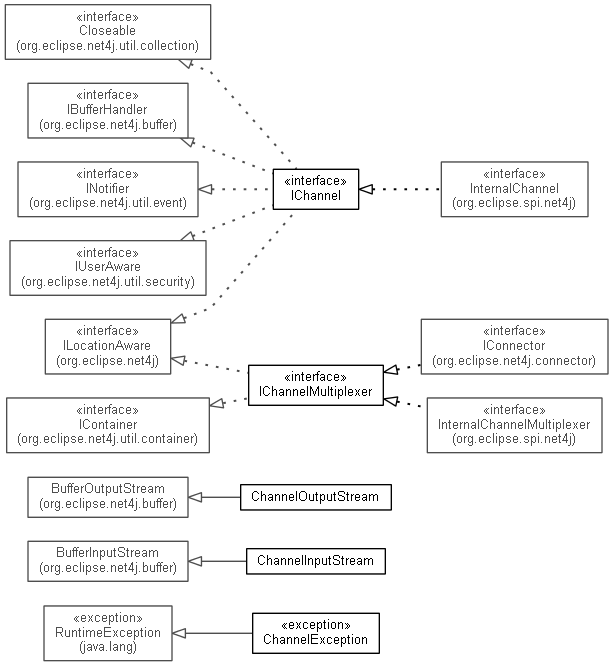 «interface»
Closeable
(org.eclipse.net4j.util.collection)
«interface»
IBufferHandler
(org.eclipse.net4j.buffer)
«interface»
INotifier
(org.eclipse.net4j.util.event)
«interface»
IChannel
«interface»
InternalChannel
(org.eclipse.spi.net4j)
«interface»
IUserAware
(org.eclipse.net4j.util.security)
«interface»
ILocationAware
(org.eclipse.net4j)
«interface»
IConnector
(org.eclipse.net4j.connector)
«interface»
IChannelMultiplexer
«interface»
IContainer
(org.eclipse.net4j.util.container)
«interface»
InternalChannelMultiplexer
(org.eclipse.spi.net4j)
BufferOutputStream
(org.eclipse.net4j.buffer)
ChannelOutputStream
BufferInputStream
(org.eclipse.net4j.buffer)
ChannelInputStream
«exception»
RuntimeException
(java.lang)
«exception»
ChannelException